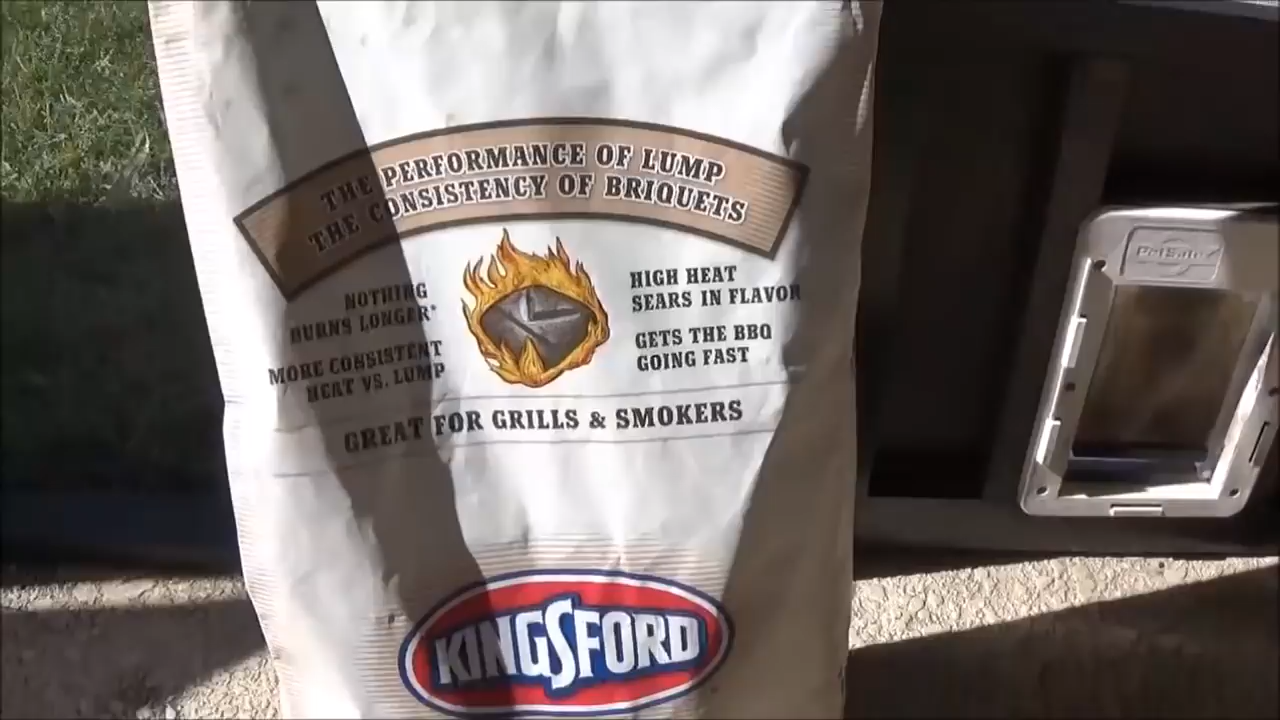 THE PERFORMANCE OF LUMP
THE CONSISTENCY OF BRIQUETS
NOTHING
BURNS LONGER*
MORE CONSISTENT
HEAT VS. LUMP
HIGH HEAT
SEARS IN FLAVOR
GETS THE BBQ
GOING FAST
GREAT FOR GRILLS & SMOKERS
KINGSFORD
PetSafe